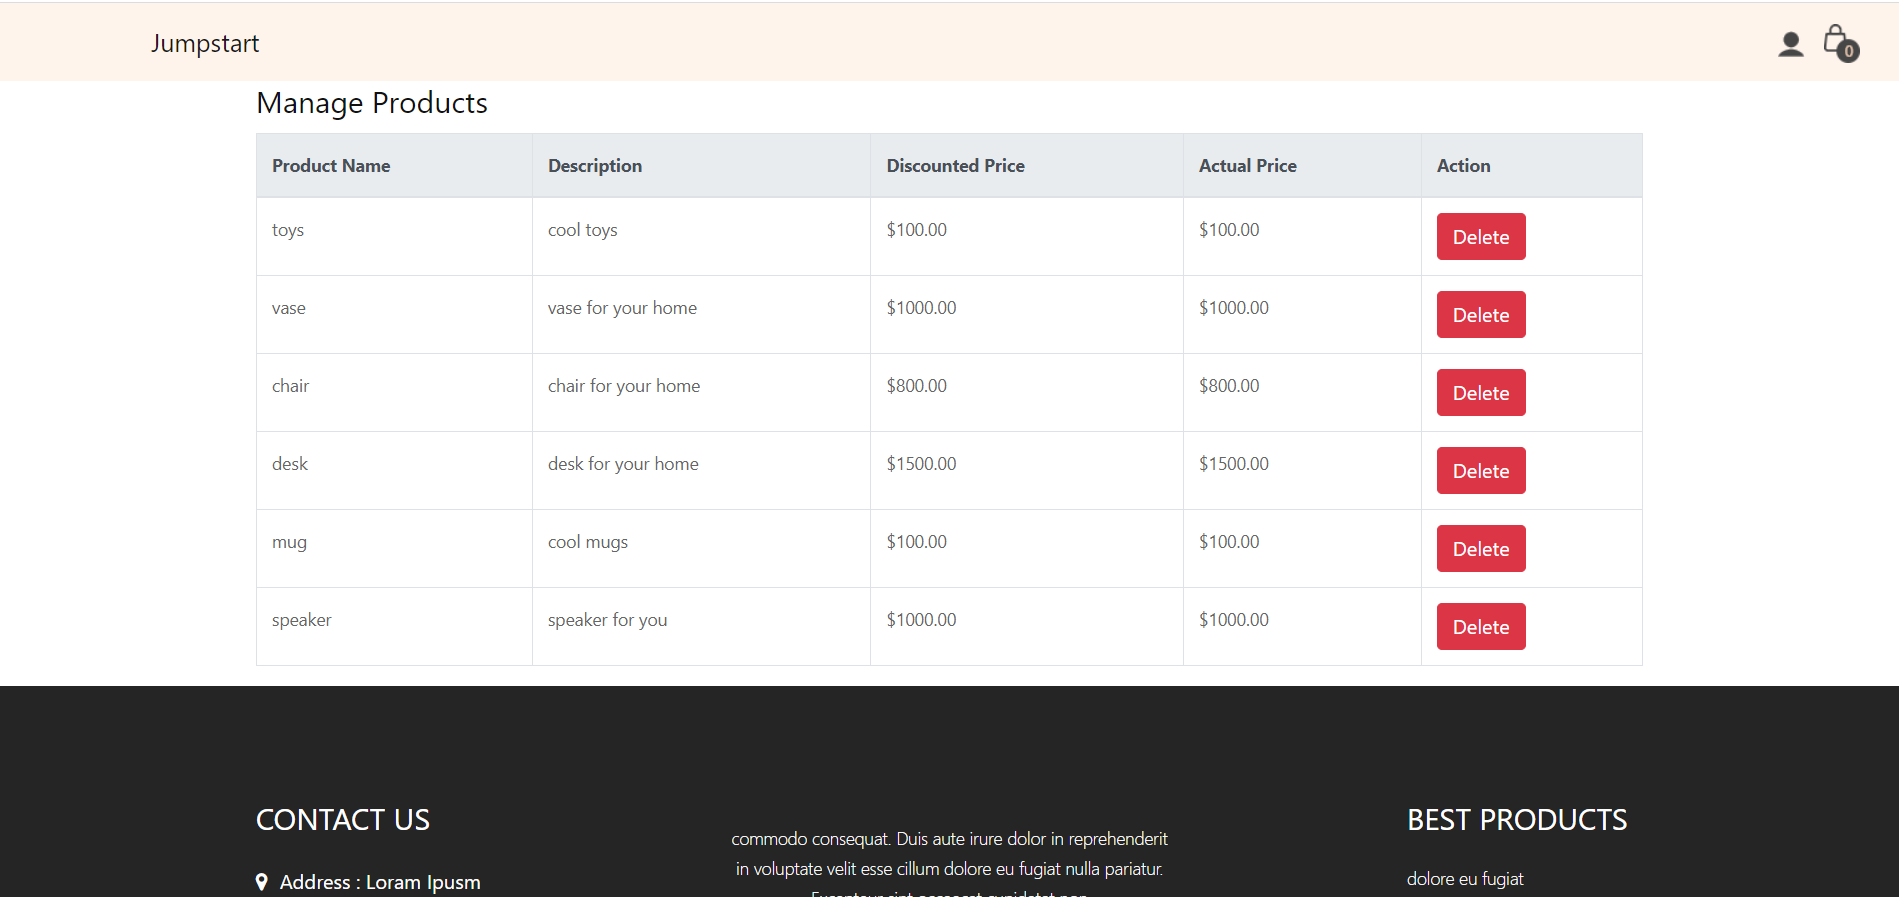 Jumpstart
0
Manage Products
Product Name Description Discounted Price Actual Price Action
toys cool toys $100.00 $100.00 Delete
vase vase for your home $1000.00 $1000.00 Delete
chair chair for your home $800.00 $800.00 Delete
desk desk for your home $1500.00 $1500.00 Delete
mug cool mugs $100.00 $100.00 Delete
speaker speaker for you $1000.00 $1000.00 Delete
CONTACT US
Address : Loram Ipusm
commodo consequat. Duis aute irure dolor in reprehenderit
in voluptate velit esse cillum dolore eu fugiat nulla pariatur.
BEST PRODUCTS
dolore eu fugiat